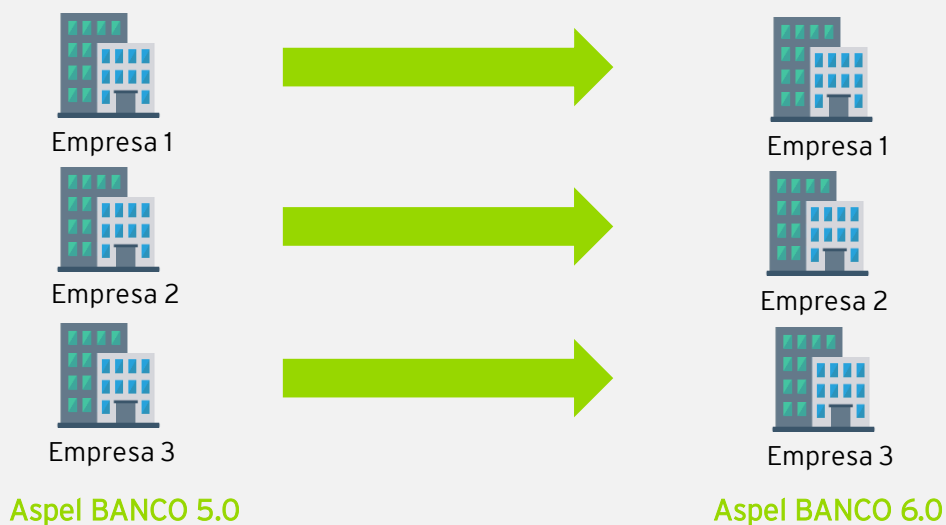 Empresa 1
Empresa 1
Empresa 2
Empresa 2
Empresa 3
Empresa 3
Aspel BANCO 5.0
Aspel BANCO 6.0